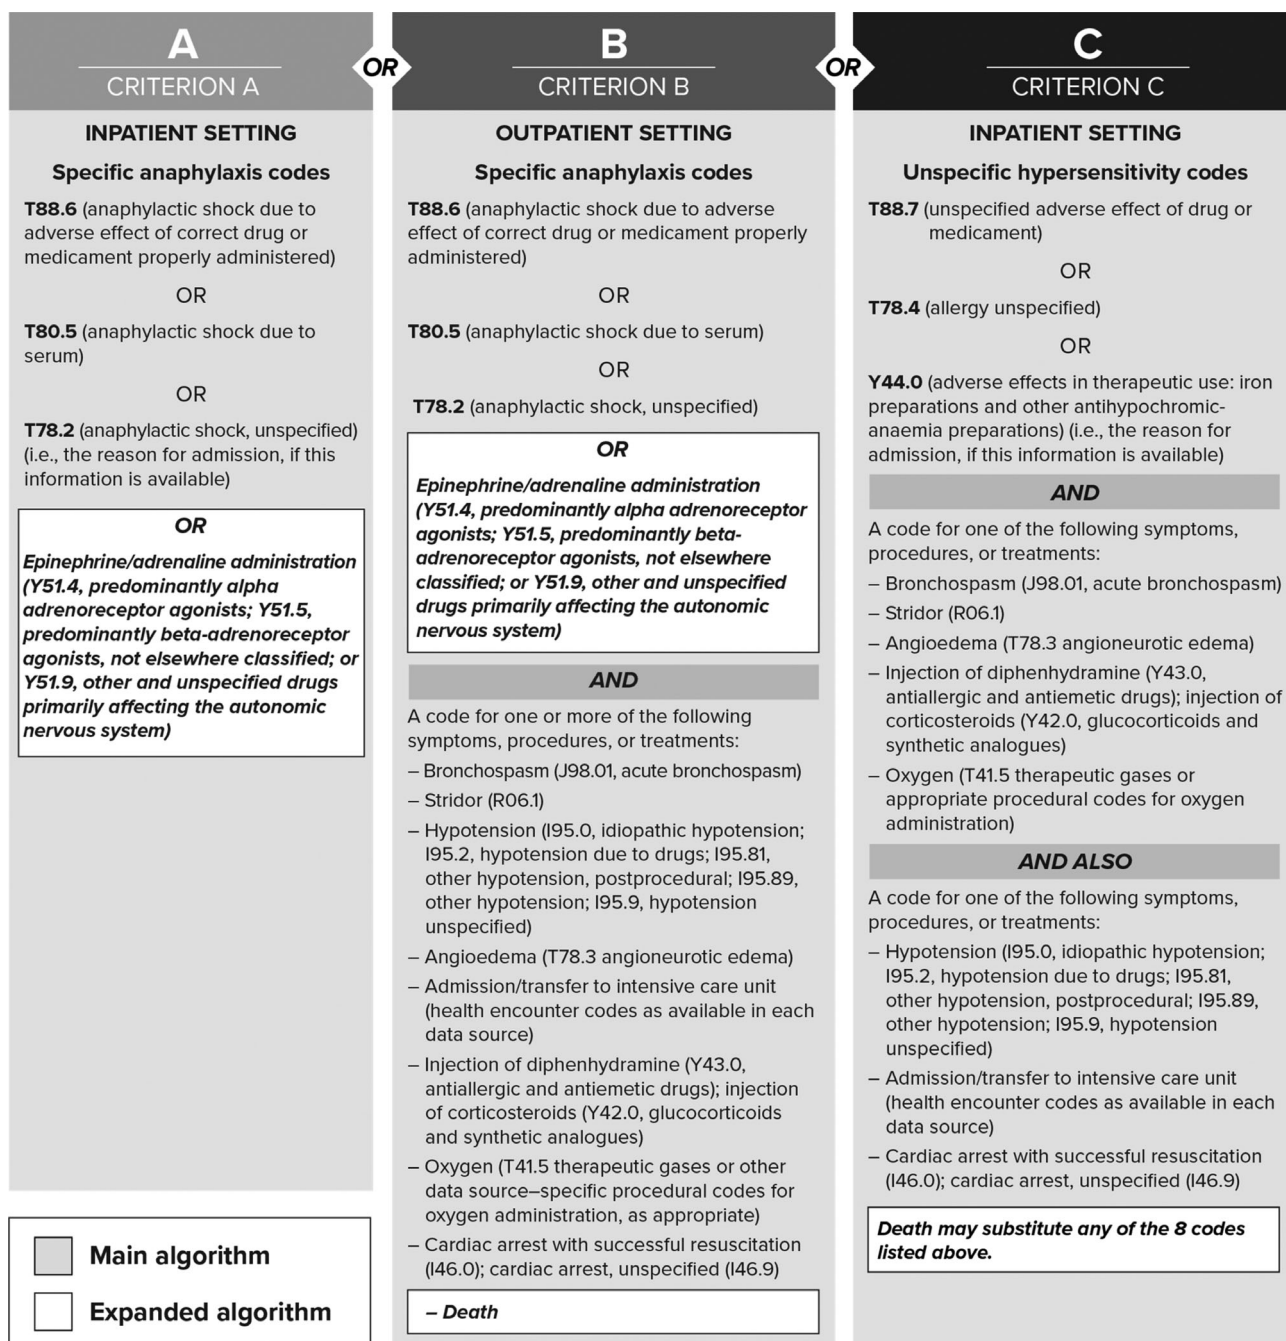 A
CRITERION A
OR
B
CRITERION B
OR
C
CRITERION C
INPATIENT SETTING
Specific anaphylaxis codes
T88.6 (anaphylactic shock due to
adverse effect of correct drug or
medicament properly administered)
OR
T80.5 (anaphylactic shock due to
serum)
OR
T78.2 (anaphylactic shock, unspecified)
(i.e., the reason for admission, if this
information is available)
OR
Epinephrine/adrenaline administration
(Y51.4, predominantly alpha
adrenoreceptor agonists; Y51.5,
predominantly beta-adrenoreceptor
agonists, not elsewhere classified; or
Y51.9, other and unspecified drugs
primarily affecting the autonomic
nervous system)
Main algorithm
Expanded algorithm
OUTPATIENT SETTING
Specific anaphylaxis codes
T88.6 (anaphylactic shock due to adverse
effect of correct drug or medicament properly
administered)
OR
T80.5 (anaphylactic shock due to serum)
OR
T78.2 (anaphylactic shock, unspecified)
OR
Epinephrine/adrenaline administration
(Y51.4, predominantly alpha adrenoreceptor
agonists; Y51.5, predominantly beta-
adrenoreceptor agonists, not elsewhere
classified; or Y51.9, other and unspecified
drugs primarily affecting the autonomic
nervous system)
AND
A code for one or more of the following
symptoms, procedures, or treatments:
– Bronchospasm (J98.01, acute bronchospasm)
– Stridor (R06.1)
– Hypotension (I95.0, idiopathic hypotension;
I95.2, hypotension due to drugs; I95.81,
other hypotension, postprocedural; I95.89,
other hypotension; I95.9, hypotension
unspecified)
– Angioedema (T78.3 angioneurotic edema)
– Admission/transfer to intensive care unit
(health encounter codes as available in each
data source)
– Injection of diphenhydramine (Y43.0,
antiallergic and antiemetic drugs); injection
of corticosteroids (Y42.0, glucocorticoids
and synthetic analogues)
– Oxygen (T41.5 therapeutic gases or other
data source–specific procedural codes for
oxygen administration, as appropriate)
– Cardiac arrest with successful resuscitation
(I46.0); cardiac arrest, unspecified (I46.9)
– Death
INPATIENT SETTING
Unspecific hypersensitivity codes
T88.7 (unspecified adverse effect of drug or
medicament)
OR
T78.4 (allergy unspecified)
OR
Y44.0 (adverse effects in therapeutic use: iron
preparations and other antihypochromic-
anaemia preparations) (i.e., the reason for
admission, if this information is available)
AND
A code for one of the following symptoms,
procedures, or treatments:
– Bronchospasm (J98.01, acute bronchospasm)
– Stridor (R06.1)
– Angioedema (T78.3 angioneurotic edema)
– Injection of diphenhydramine (Y43.0,
antiallergic and antiemetic drugs); injection of
corticosteroids (Y42.0, glucocorticoids and
synthetic analogues)
– Oxygen (T41.5 therapeutic gases or
appropriate procedural codes for oxygen
administration)
AND ALSO
A code for one of the following symptoms,
procedures, or treatments:
– Hypotension (I95.0, idiopathic hypotension;
I95.2, hypotension due to drugs; I95.81,
other hypotension, postprocedural; I95.89,
other hypotension; I95.9, hypotension
unspecified)
– Admission/transfer to intensive care unit
(health encounter codes as available in each
data source)
– Cardiac arrest with successful resuscitation
(I46.0); cardiac arrest, unspecified (I46.9)
Death may substitute any of the 8 codes
listed above.